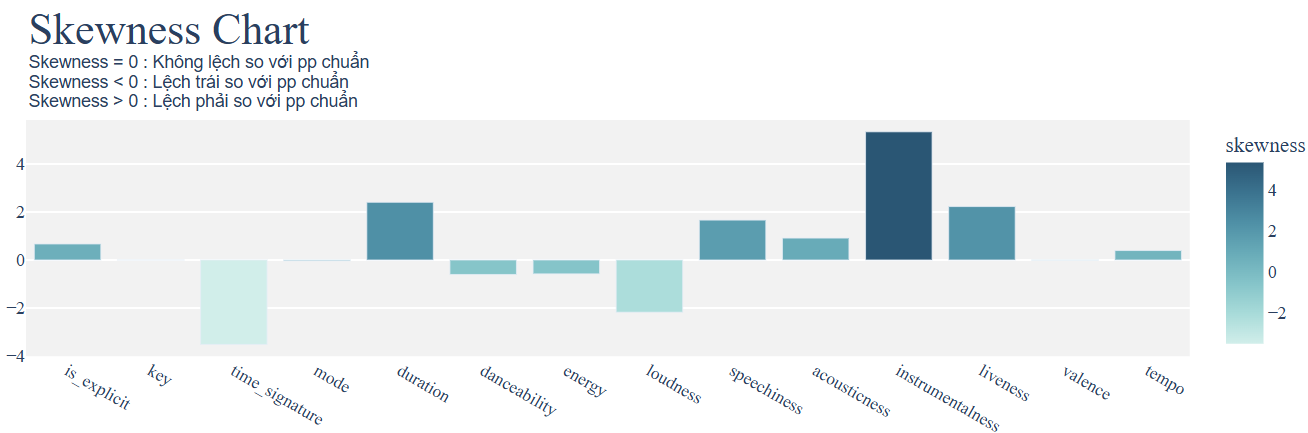 Skewness Chart
Skewness = 0 : Không lệch so với pp chuẩn
Skewness < 0 : Lệch trái so với pp chuẩn
Skewness > 0 : Lệch phải so với pp chuẩn
skewness
4
2
0
−2
−4
4
2
0
−2
is_explicit
key
time_signature
mode
duration
danceability
energy
loudness
speechiness
acousticness
instrumentalness
liveness
valence
tempo